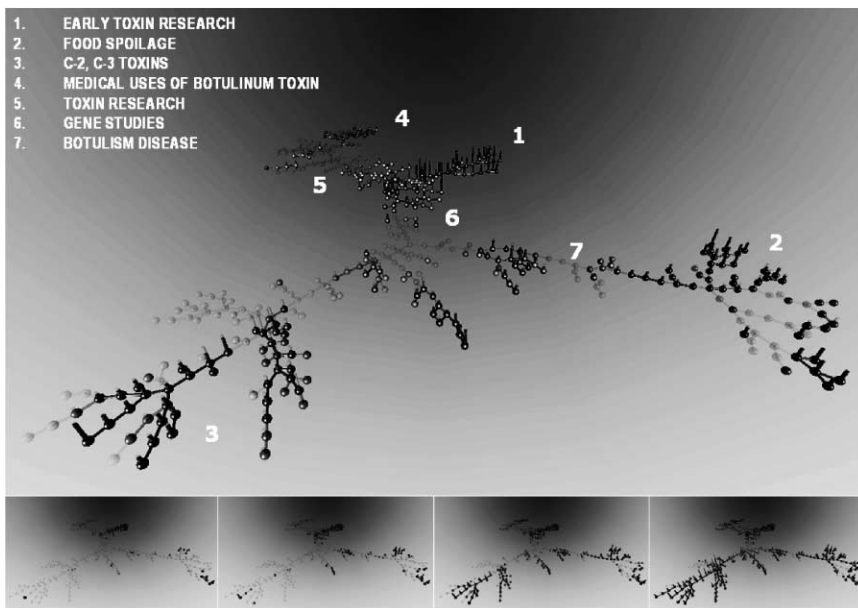 1. EARLY TOXIN RESEARCH
2. FOOD SPOILAGE
3. C-2, C-3 TOXINS
4. MEDICAL USES OF BOTULINUM TOXIN
5. TOXIN RESEARCH
6. GENE STUDIES
7. BOTULISM DISEASE
4
1
5
6
2
7
3